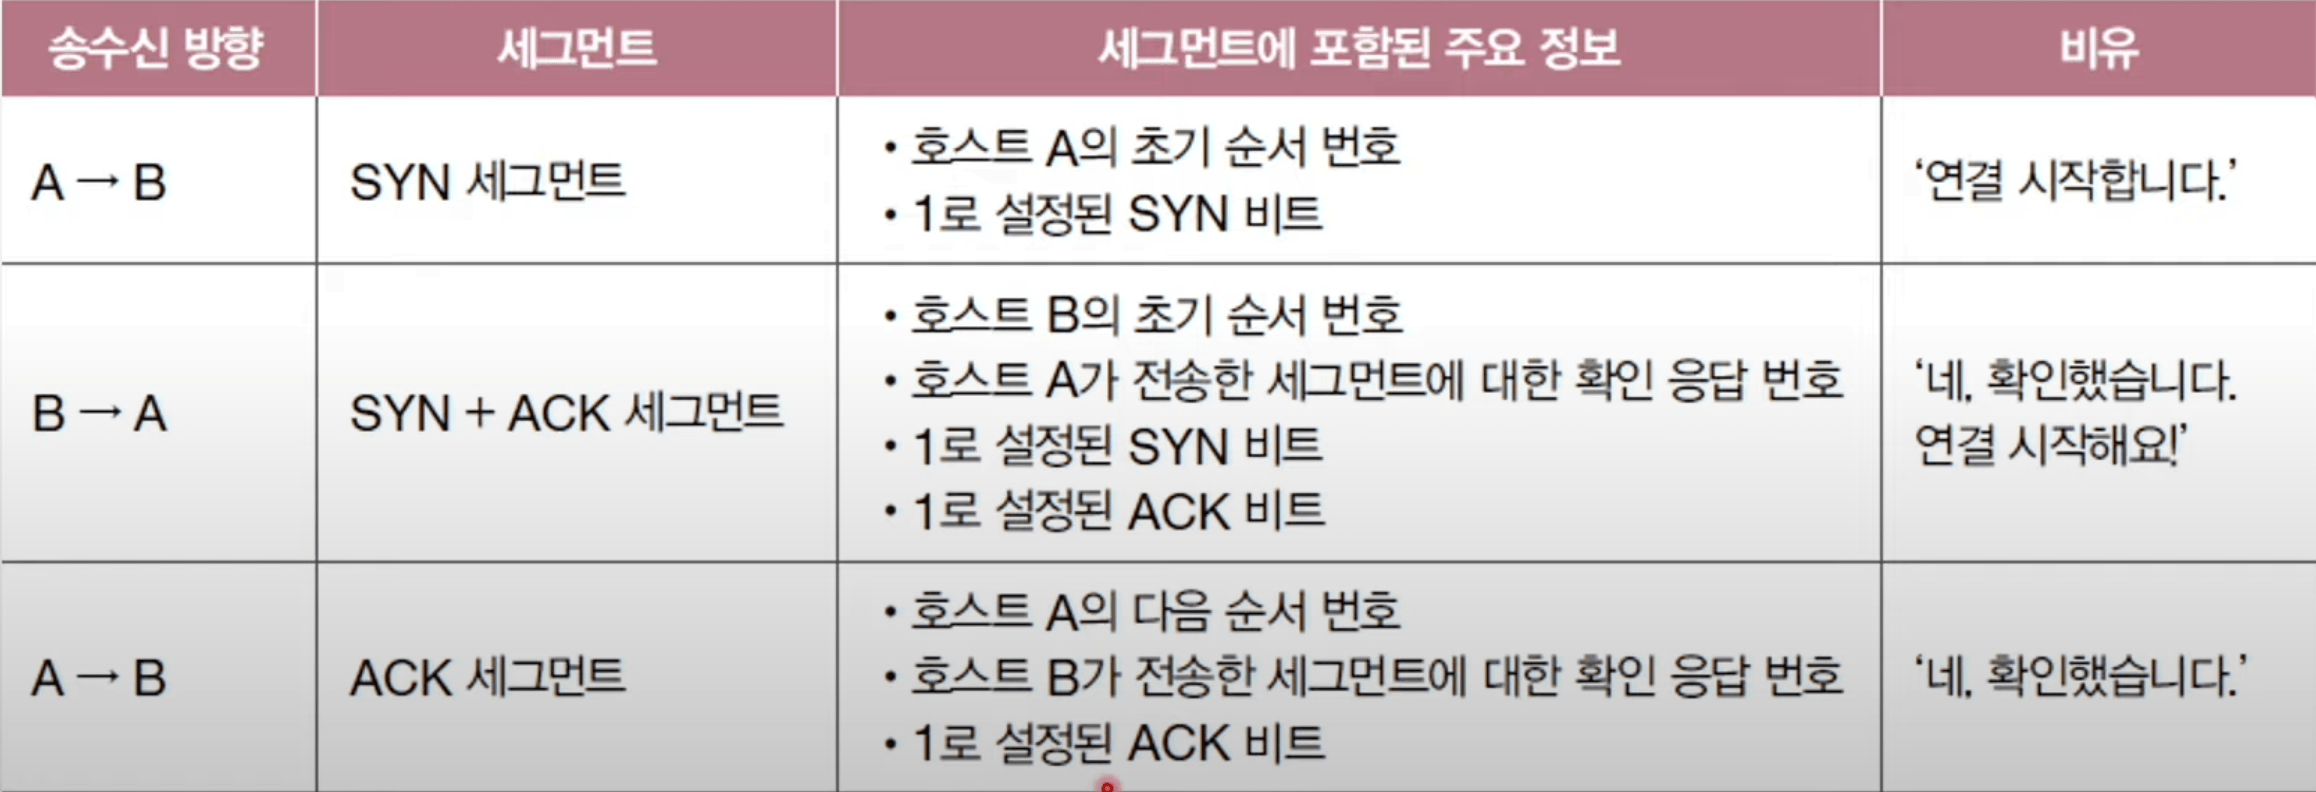 송수신 방향
세그먼트
세그먼트에 포함된 주요 정보
비유
A → B
SYN 세그먼트
• 호스트 A의 초기 순서 번호
• 1로 설정된 SYN 비트
‘연결 시작합니다.’
B → A
SYN + ACK 세그먼트
• 호스트 B의 초기 순서 번호
• 호스트 A가 전송한 세그먼트에 대한 확인 응답 번호
• 1로 설정된 SYN 비트
• 1로 설정된 ACK 비트
‘네, 확인했습니다.
연결 시작해요!’
A → B
ACK 세그먼트
• 호스트 A의 다음 순서 번호
• 호스트 B가 전송한 세그먼트에 대한 확인 응답 번호
• 1로 설정된 ACK 비트
‘네, 확인했습니다.’